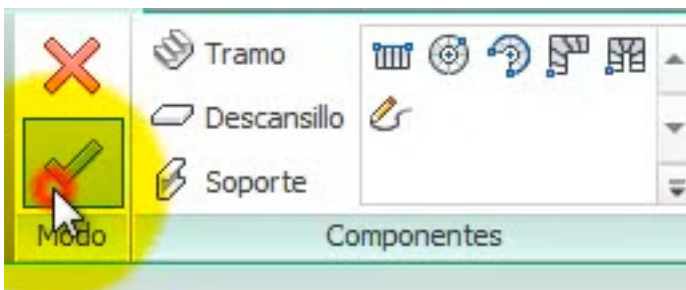 Tramo
Descansillo
Soporte
Modo
Componentes